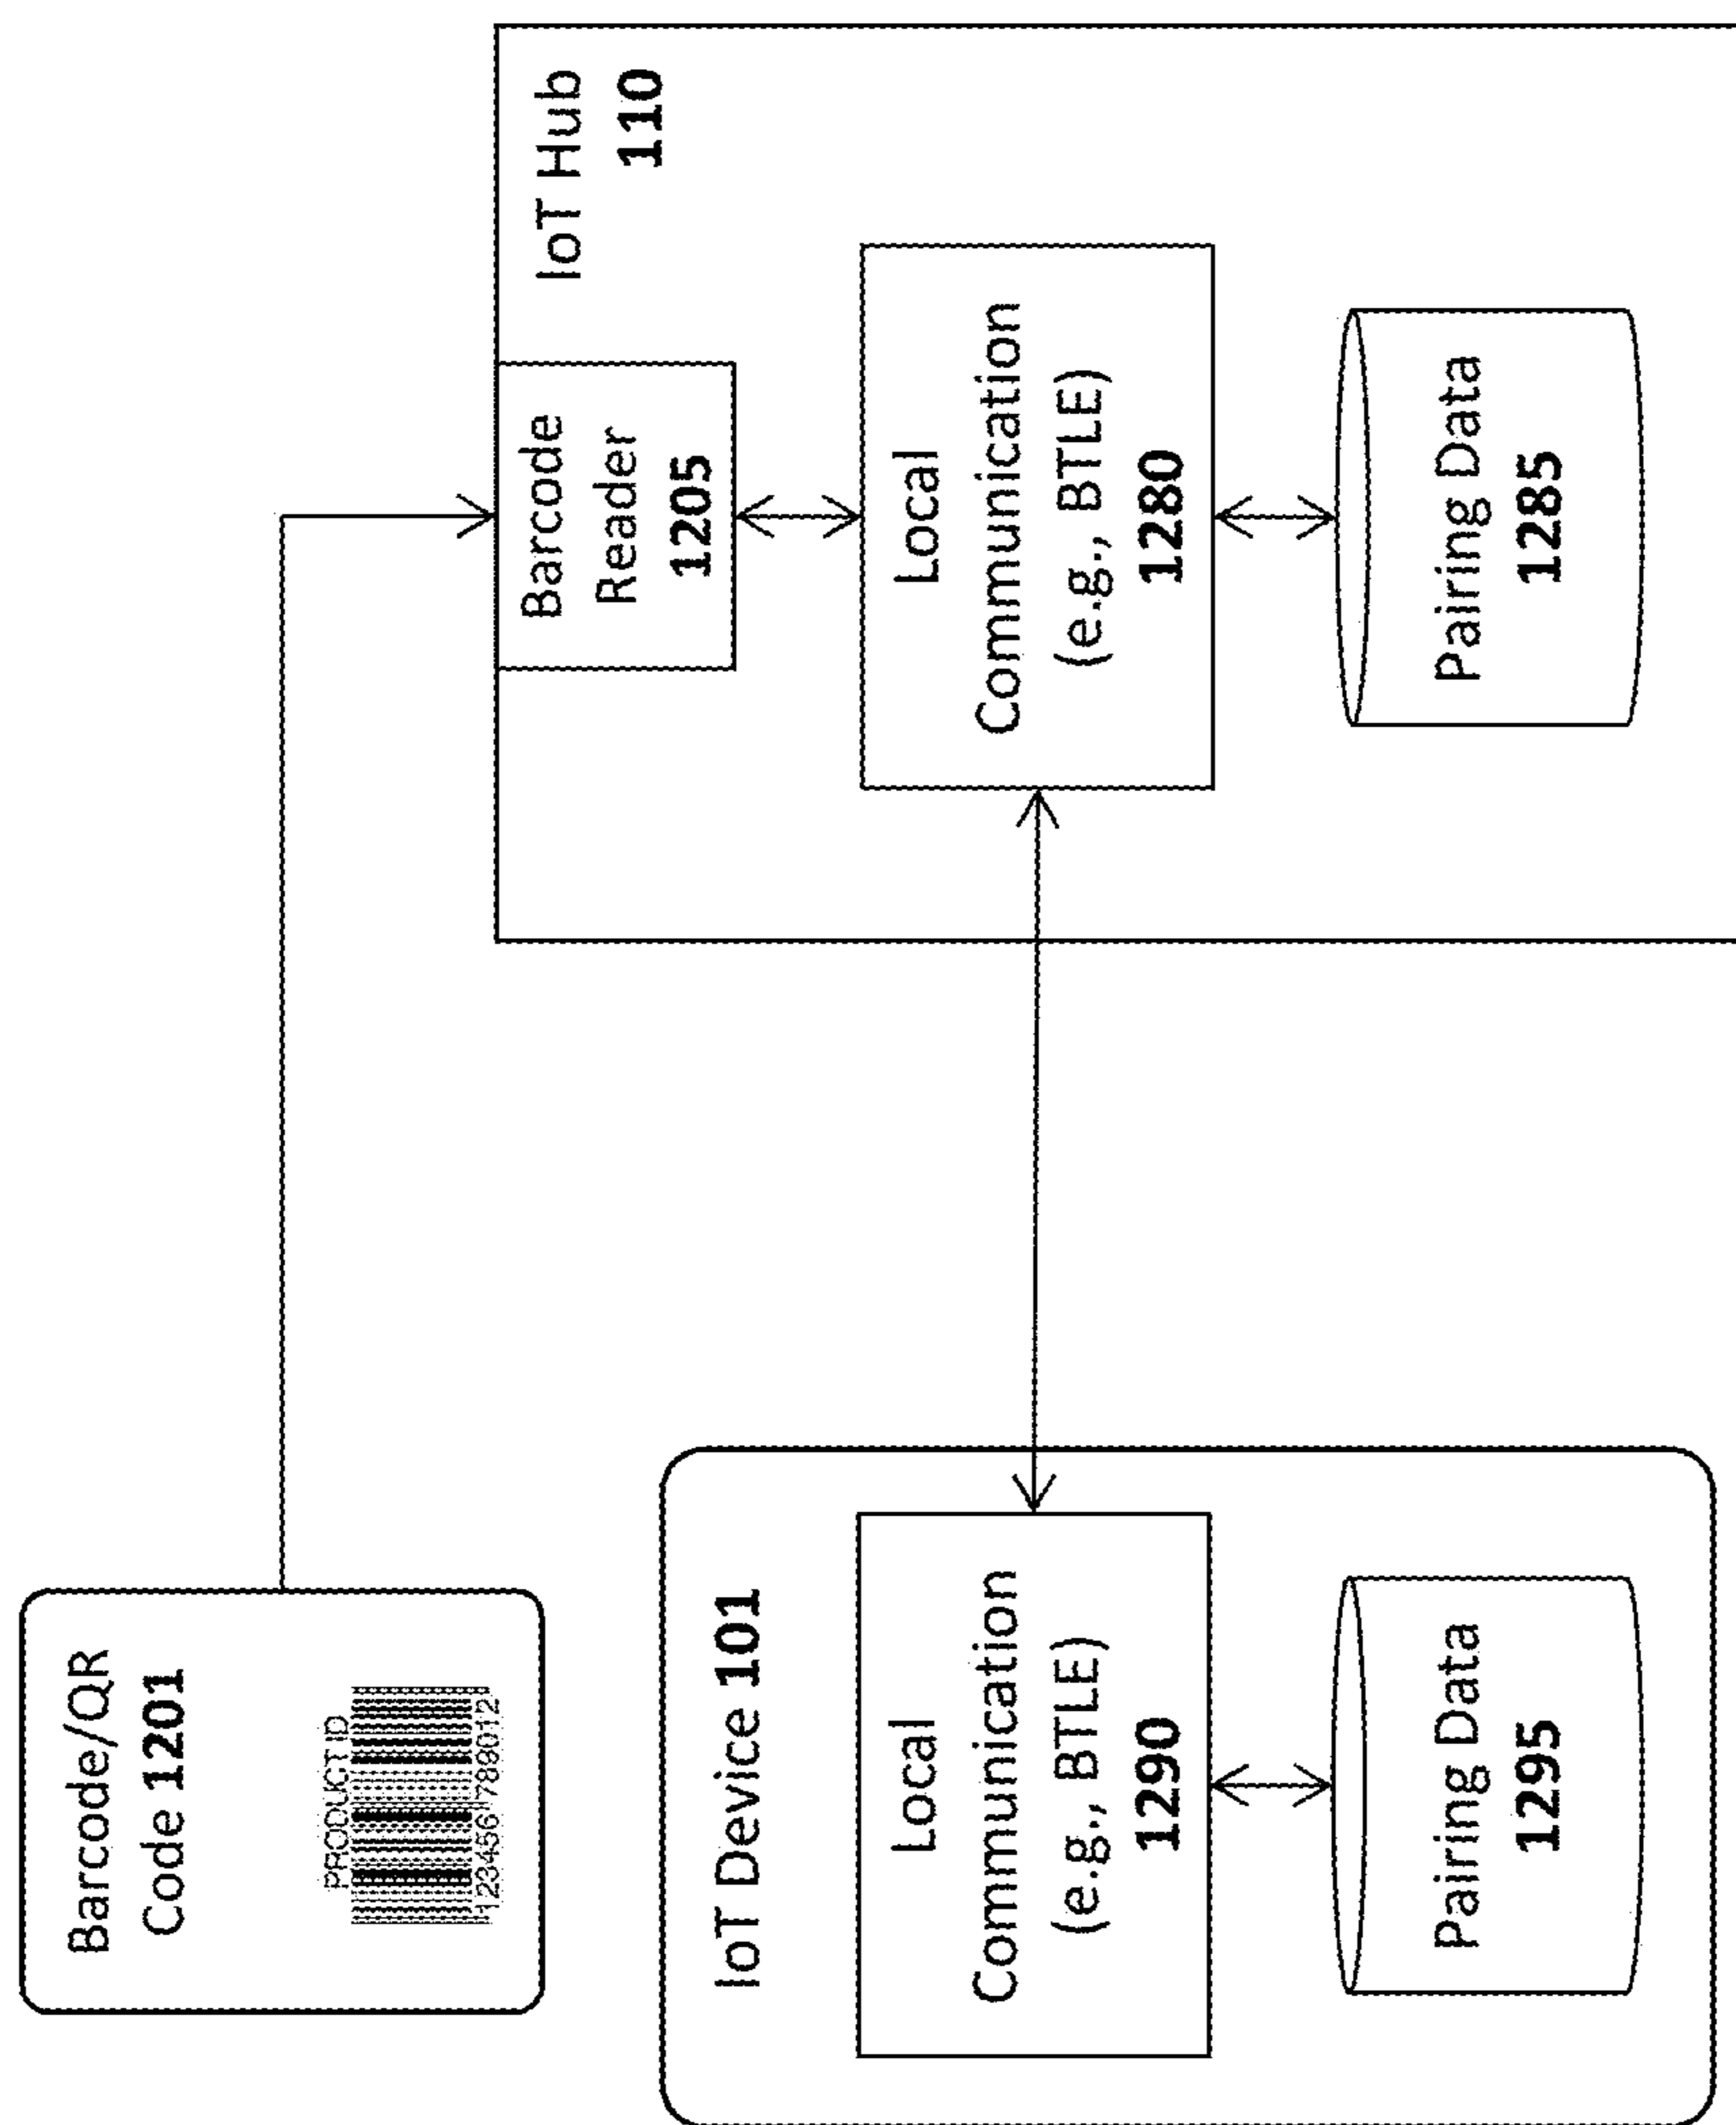 Barcode/QR
Code 1201
PRODUCT ID
123456 789012
IoT Device 101
Local
Communication
(e.g., BTLE)
1290
Pairing Data
1295
IoT Hub
110
Barcode
Reader
1205
Local
Communication
(e.g., BTLE)
1280
Pairing Data
1285